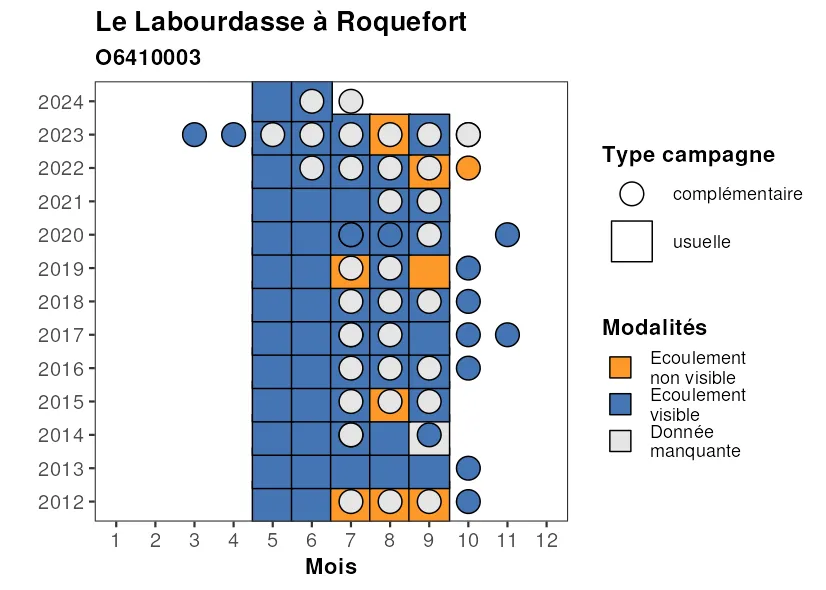 Le Labourdasse à Roquefort
O6410003
2024
2023
2022
2021
2020
2019
2018
2017
2016
2015
2014
2013
2012
1 2 3 4 5 6 7 8 9 10 11 12
Mois
Type campagne
complémentaire
usuelle
Modalités
Ecoulement
non visible
Ecoulement
visible
Donnée
manquante